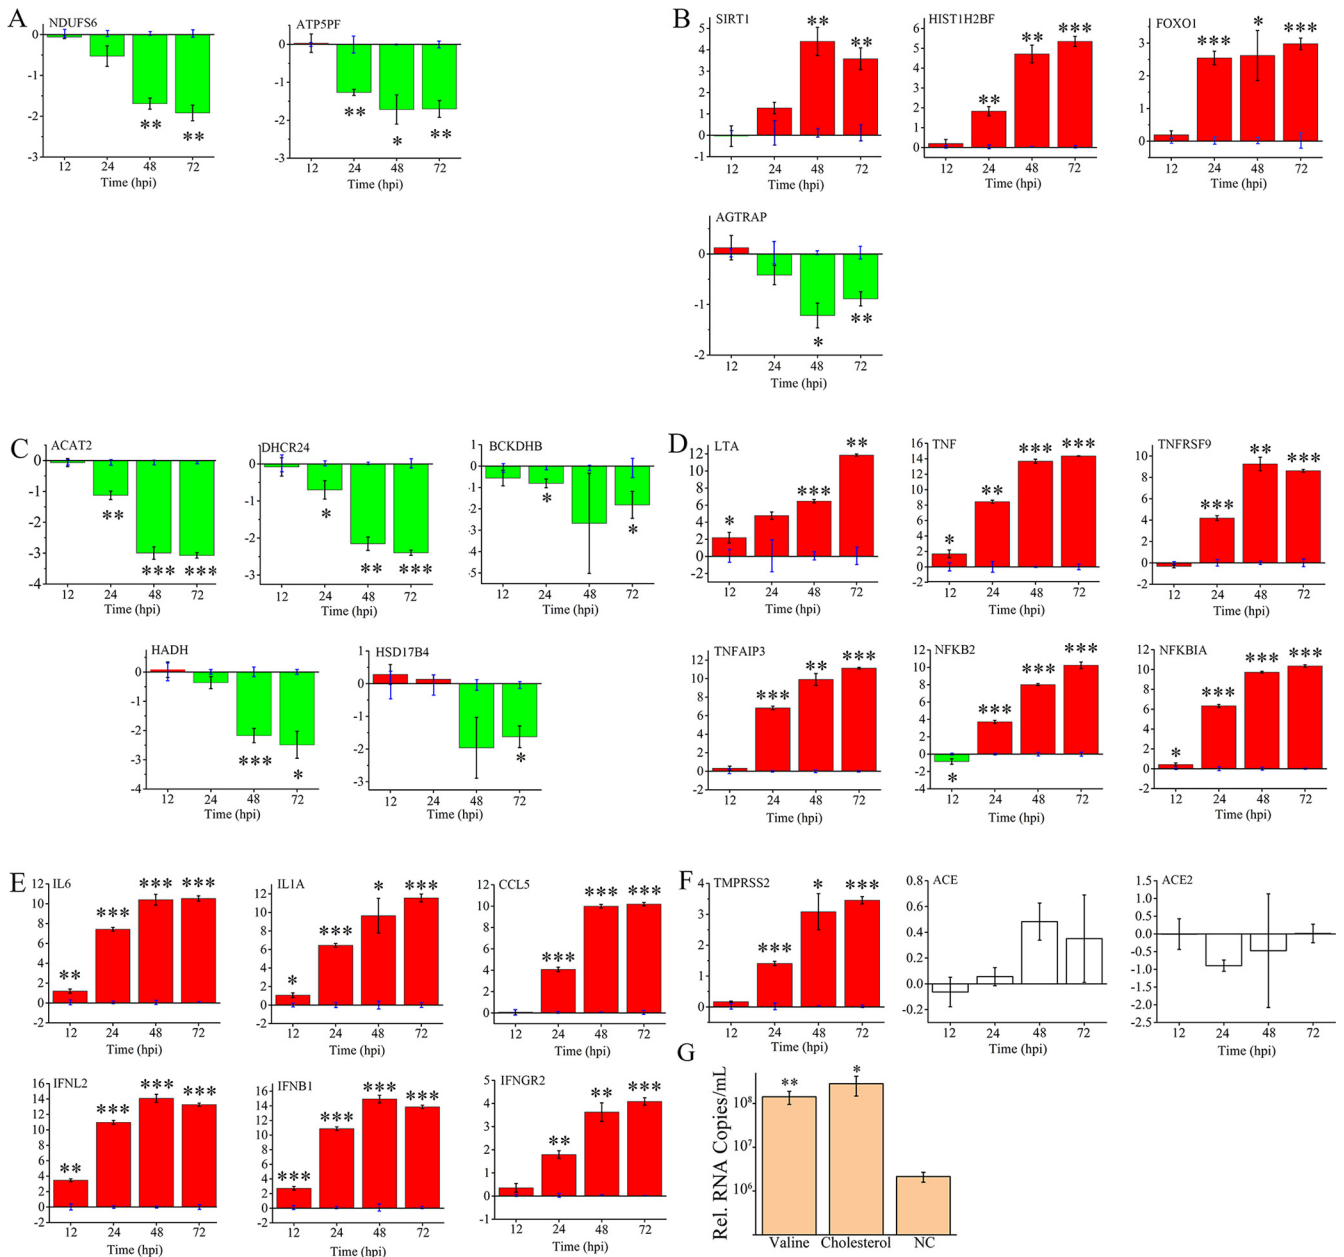 A
NDUFS6
0
-1
-2
-3
12 24 48 72
Time (hpi)
ATP5PF
0
-1
-2
-3
12 24 48 72
Time (hpi)
** **
** * **
B
SIRT1
5
4
3
2
1
0
-1
12 24 48 72
Time (hpi)
** **
HIST1H2BF
6
5
4
3
2
1
0
12 24 48 72
Time (hpi)
** ** ***
FOXO1
3
2
1
0
12 24 48 72
Time (hpi)
*** * ***
AGTRAP
0
-1
-2
12 24 48 72
Time (hpi)
* **
C
ACAT2
0
-1
-2
-3
-4
12 24 48 72
Time (hpi)
** *** ***
DHCR24
0
-1
-2
-3
12 24 48 72
Time (hpi)
* ** ***
BCKDHB
1
0
-1
-2
-3
-4
-5
12 24 48 72
Time (hpi)
* *
HADH
0
-1
-2
-3
-4
12 24 48 72
Time (hpi)
*** *
HSD17B4
1
0
-1
-2
-3
12 24 48 72
Time (hpi)
*
D
LTA
12
10
8
6
4
2
0
-2
12 24 48 72
Time (hpi)
* *** **
TNF
16
14
12
10
8
6
4
2
0
-2
12 24 48 72
Time (hpi)
* ** *** ***
TNFRSF9
12
10
8
6
4
2
0
-2
12 24 48 72
Time (hpi)
*** ** ***
TNFAIP3
12
10
8
6
4
2
0
-2
12 24 48 72
Time (hpi)
*** ** ***
NFKB2
12
10
8
6
4
2
0
-2
-4
12 24 48 72
Time (hpi)
* *** *** ***
NFKBIA
12
10
8
6
4
2
0
-2
12 24 48 72
Time (hpi)
* *** *** ***
E
IL6
12
10
8
6
4
2
0
-2
12 24 48 72
Time (hpi)
** *** *** ***
IL1A
12
10
8
6
4
2
0
-2
12 24 48 72
Time (hpi)
* *** * ***
CCL5
12
10
8
6
4
2
0
-2
12 24 48 72
Time (hpi)
*** *** ***
IFNL2
16
14
12
10
8
6
4
2
0
-2
12 24 48 72
Time (hpi)
** *** *** ***
IFNB1
16
14
12
10
8
6
4
2
0
-2
12 24 48 72
Time (hpi)
*** *** *** ***
IFNGR2
5
4
3
2
1
0
-1
12 24 48 72
Time (hpi)
** ** ***
F
TMPRSS2
4
3
2
1
0
12 24 48 72
Time (hpi)
*** * ***
ACE
0.8
0.6
0.4
0.2
0.0
-0.2
12 24 48 72
Time (hpi)
ACE2
1.5
1.0
0.5
0.0
-0.5
-1.0
-1.5
-2.0
-2.5
12 24 48 72
Time (hpi)
G
Rel. RNA Copies/mL
10⁸
10⁷
10⁶
** *
Valine Cholesterol NC